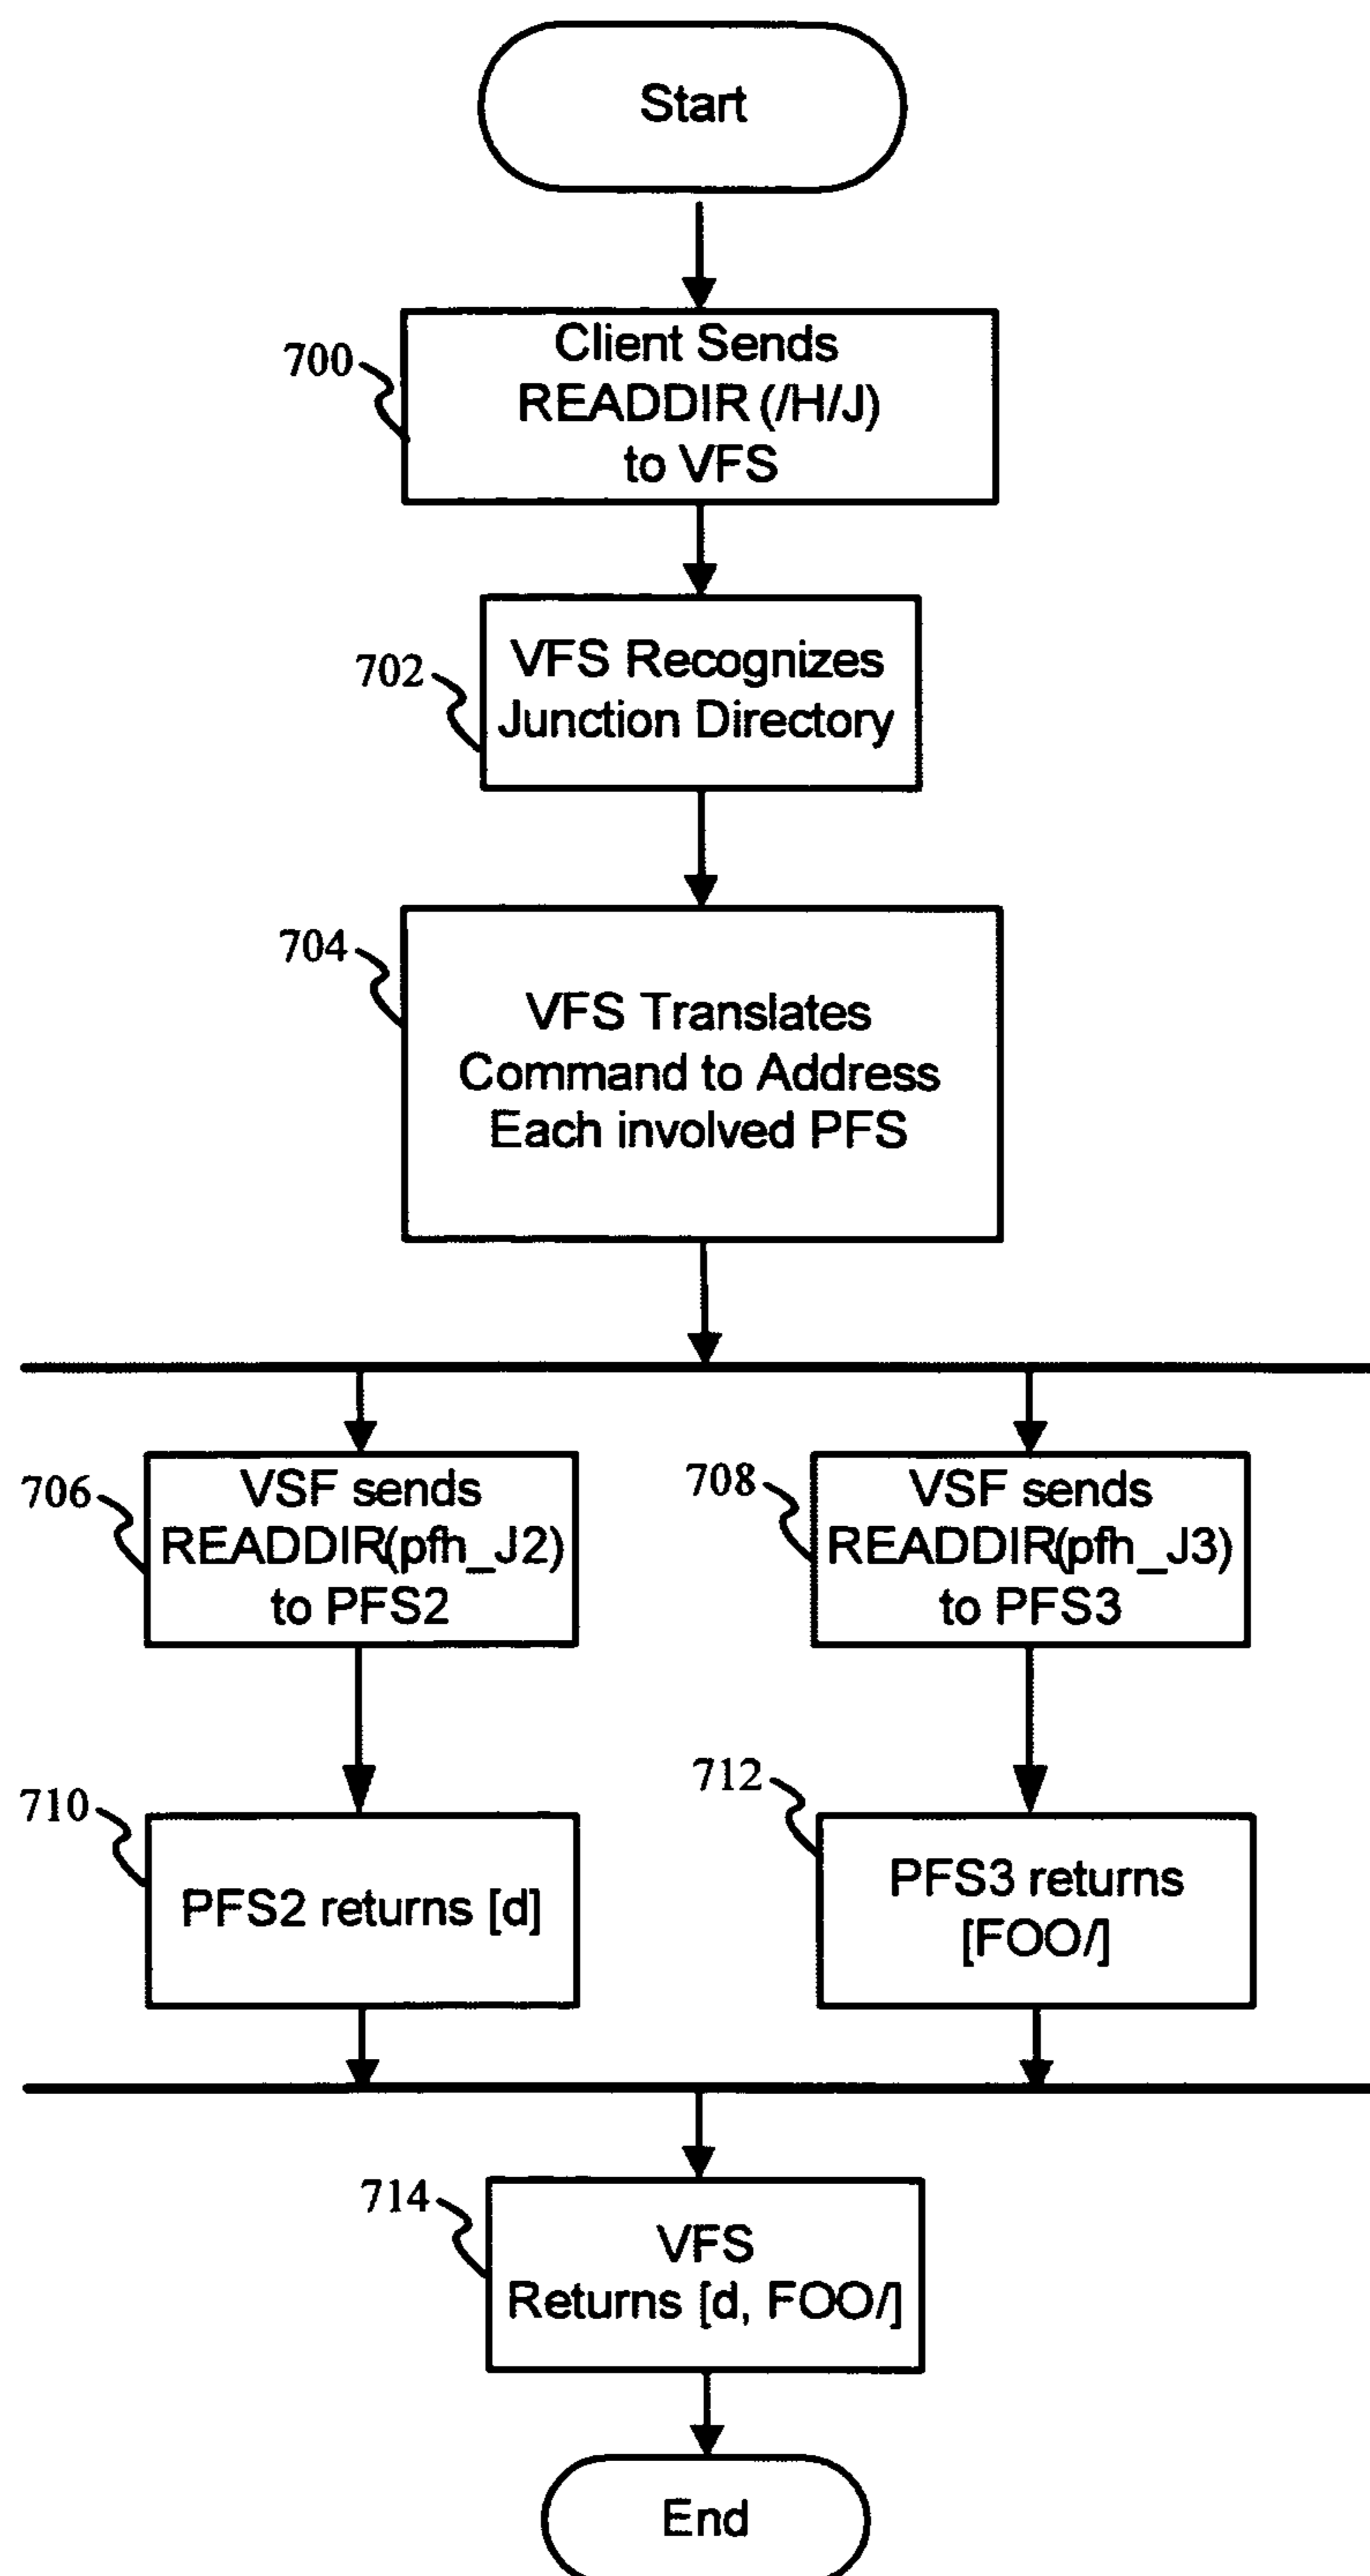 Start
700
Client Sends
READDIR (/H/J)
to VFS
702
VFS Recognizes
Junction Directory
704
VFS Translates
Command to Address
Each involved PFS
706
VSF sends
READDIR(pfh_J2)
to PFS2
708
VSF sends
READDIR(pfh_J3)
to PFS3
710
PFS2 returns [d]
712
PFS3 returns
[FOO/]
714
VFS
Returns [d, FOO/]
End